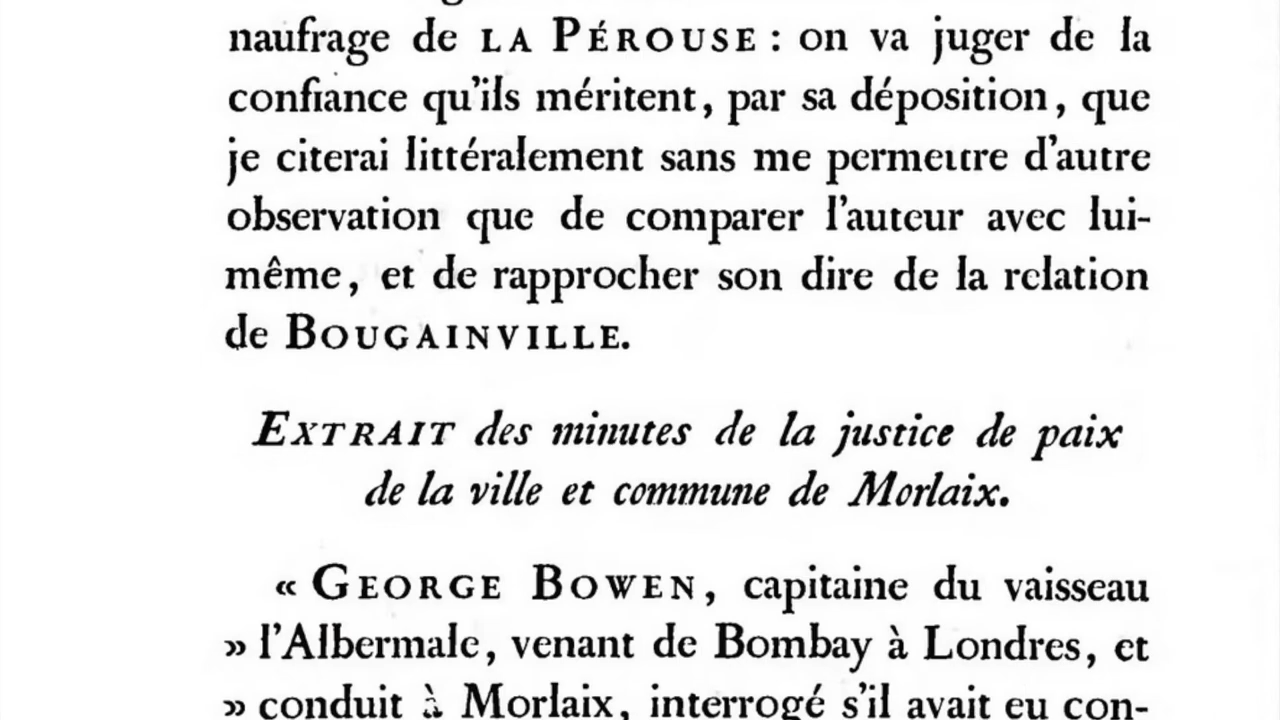 naufrage de LA PÉROUSE : on va juger de la
confiance qu'ils méritent, par sa déposition, que
je citerai littéralement sans me permettre d'autre
observation que de comparer l'auteur avec lui-
même, et de rapprocher son dire de la relation
de BOUGAINVILLE.
EXTRAIT des minutes de la justice de paix
de la ville et commune de Morlaix.
« GEORGE BOWEN, capitaine du vaisseau
» l'Albermale, venant de Bombay à Londres, et
» conduit à Morlaix, interrogé s'il avait eu con-